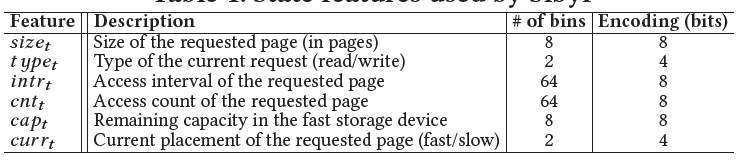 Table 1: State features used by Sibyl
Feature Description # of bins Encoding (bits)
size_t Size of the requested page (in pages) 8 8
type_t Type of the current request (read/write) 2 4
intr_t Access interval of the requested page 64 8
cnt_t Access count of the requested page 64 8
cap_t Remaining capacity in the fast storage device 8 8
curr_t Current placement of the requested page (fast/slow) 2 4